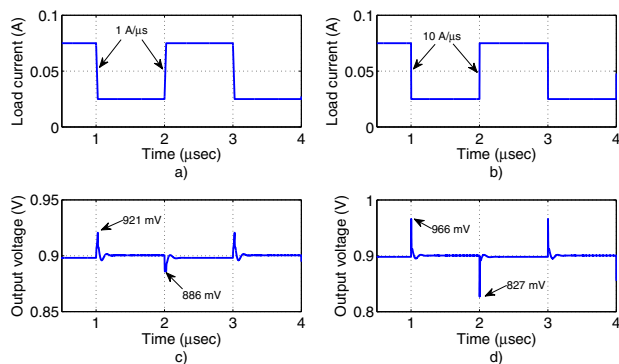 0.1
0.05
0
Load current (A)
1 A/μs
1
2
3
4
Time (μsec)
a)
0.1
0.05
0
Load current (A)
10 A/μs
1
2
3
4
Time (μsec)
b)
0.95
0.9
0.85
Output voltage (V)
921 mV
886 mV
1
2
3
4
Time (μsec)
c)
1
0.9
0.8
Output voltage (V)
966 mV
827 mV
1
2
3
4
Time (μsec)
d)